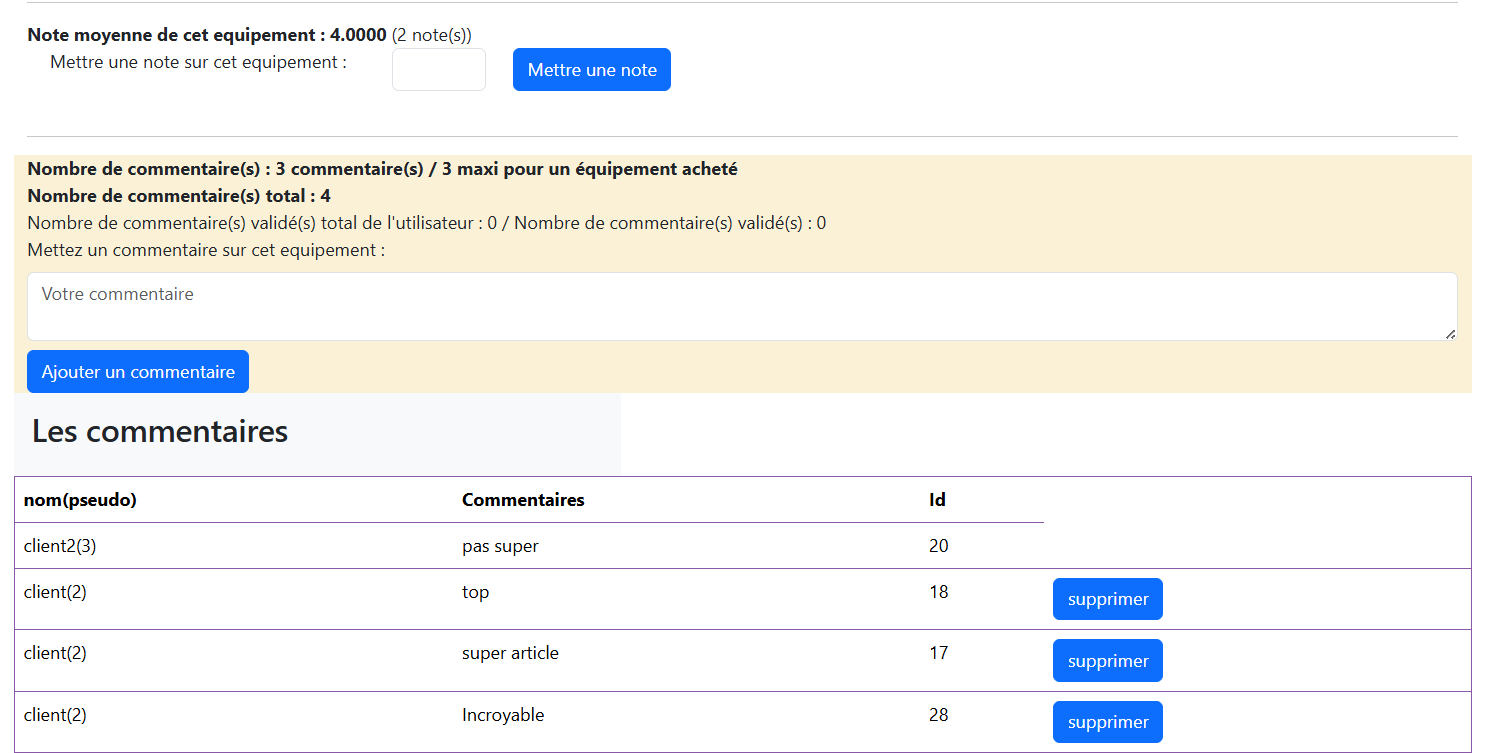 Note moyenne de cet equipement : 4.0000 (2 note(s))
Mettre une note sur cet equipement :
Mettre une note
Nombre de commentaire(s) : 3 commentaire(s) / 3 maxi pour un équipement acheté
Nombre de commentaire(s) total : 4
Nombre de commentaire(s) validé(s) total de l'utilisateur : 0 / Nombre de commentaire(s) validé(s) : 0
Mettez un commentaire sur cet equipement :
Votre commentaire
Ajouter un commentaire
Les commentaires
nom(pseudo) Commentaires Id
client2(3) pas super 20
client(2) top 18 supprimer
client(2) super article 17 supprimer
client(2) Incroyable 28 supprimer